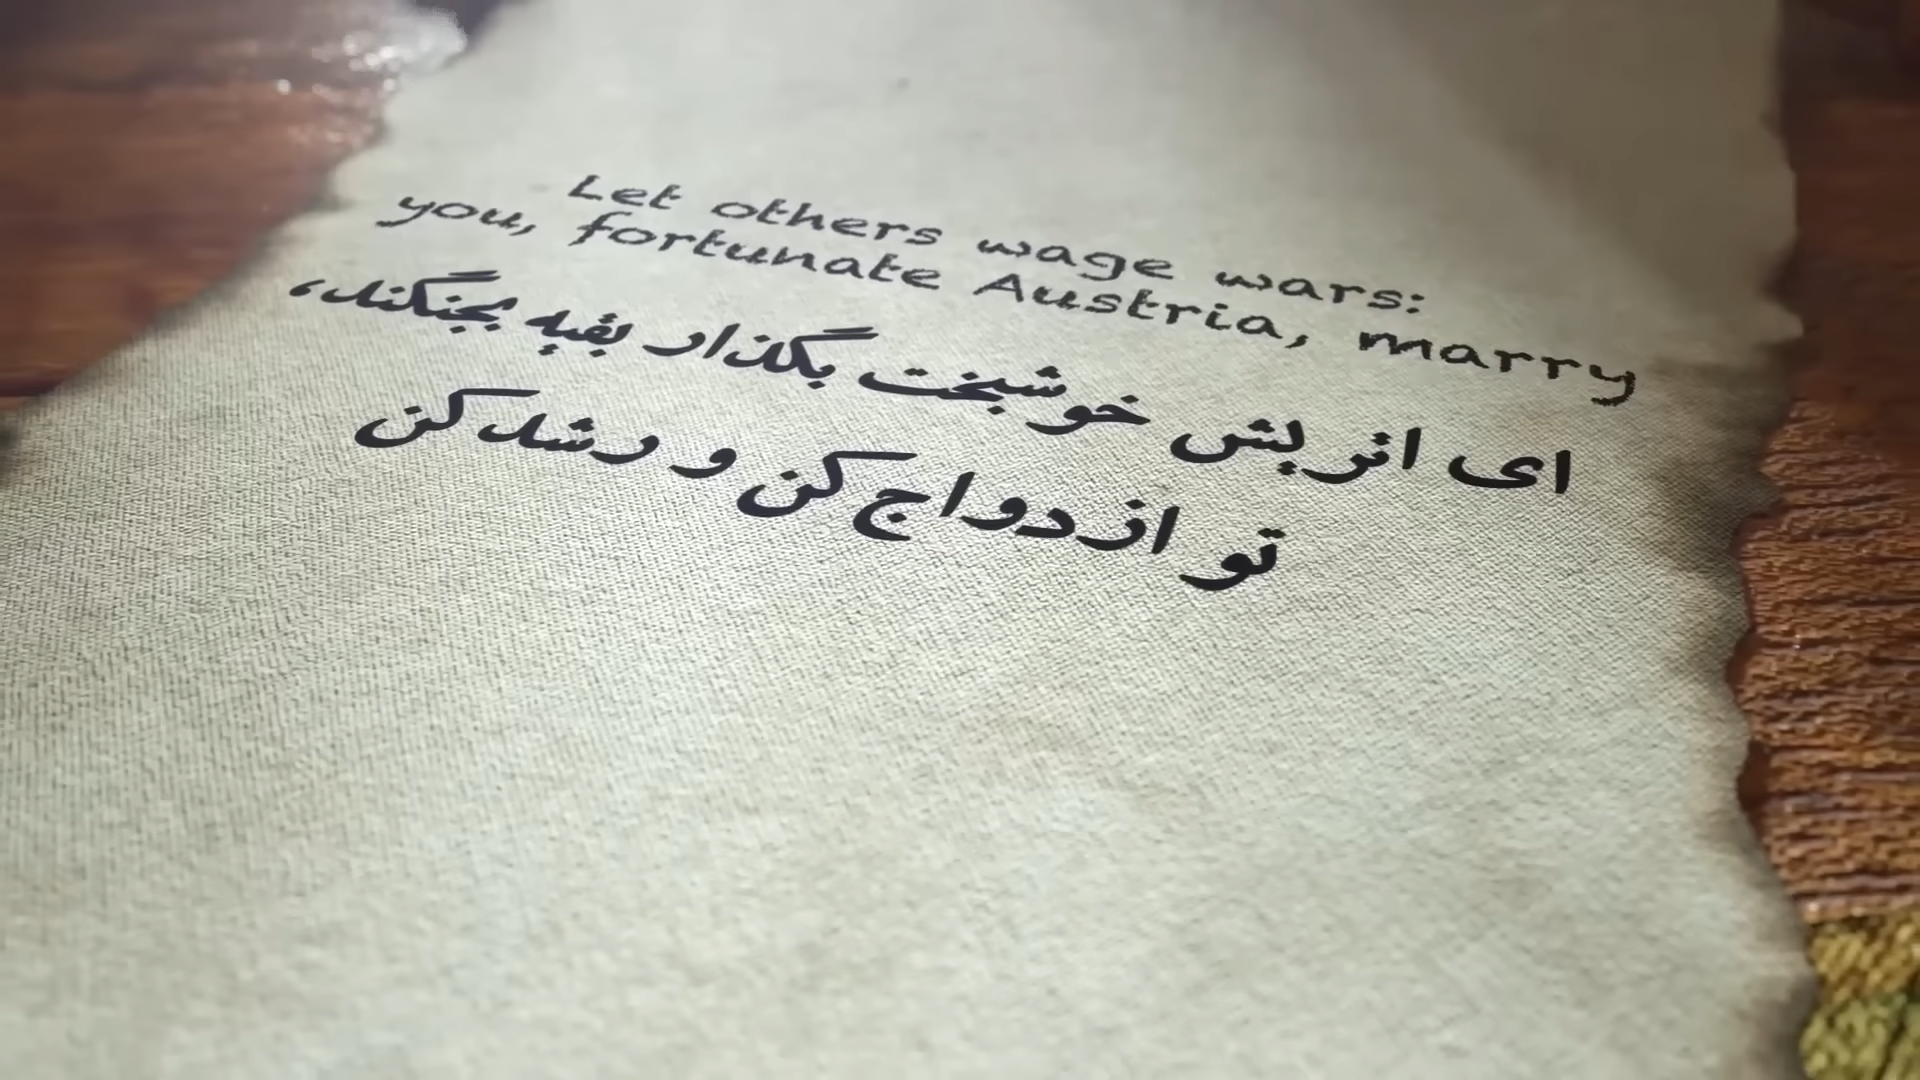 Let others wage wars:
you, fortunate Austria, marry
ای اتریش خوشبخت بگذار بقیه بجنگند،
تو ازدواج کن و رشد کن